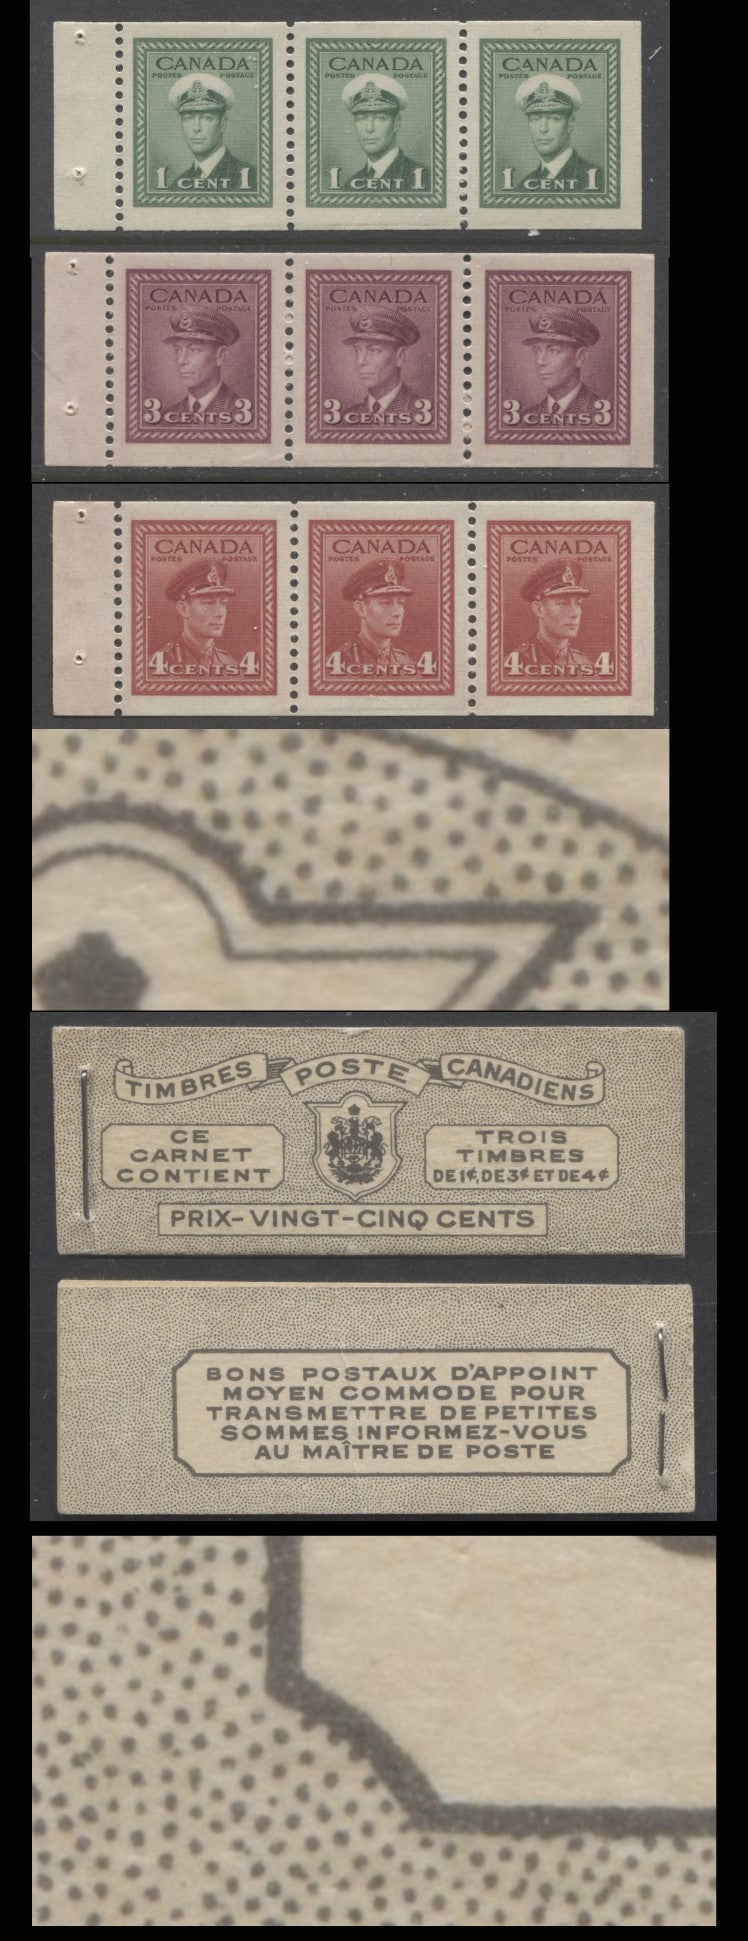 CANADA CANADA CANADA
POSTES POSTAGE POSTES POSTAGE POSTES POSTAGE
1 CENT 1 1 CENT 1 1 CENT 1
CANADA CANADA CANADA
POSTES POSTAGE POSTES POSTAGE POSTES POSTAGE
3 CENTS 3 3 CENTS 3 3 CENTS 3
CANADA CANADA CANADA
POSTES POSTAGE POSTES POSTAGE POSTES POSTAGE
4 CENTS 4 4 CENTS 4 4 CENTS 4
TIMBRES POSTE CANADIENS
CE
CARNET
CONTIENT
TROIS
TIMBRES
DE 1¢, DE 3¢ ET DE 4¢
PRIX-VINGT-CINQ CENTS
BONS POSTAUX D'APPOINT
MOYEN COMMODE POUR
TRANSMETTRE DE PETITES
SOMMES INFORMEZ-VOUS
AU MAÎTRE DE POSTE